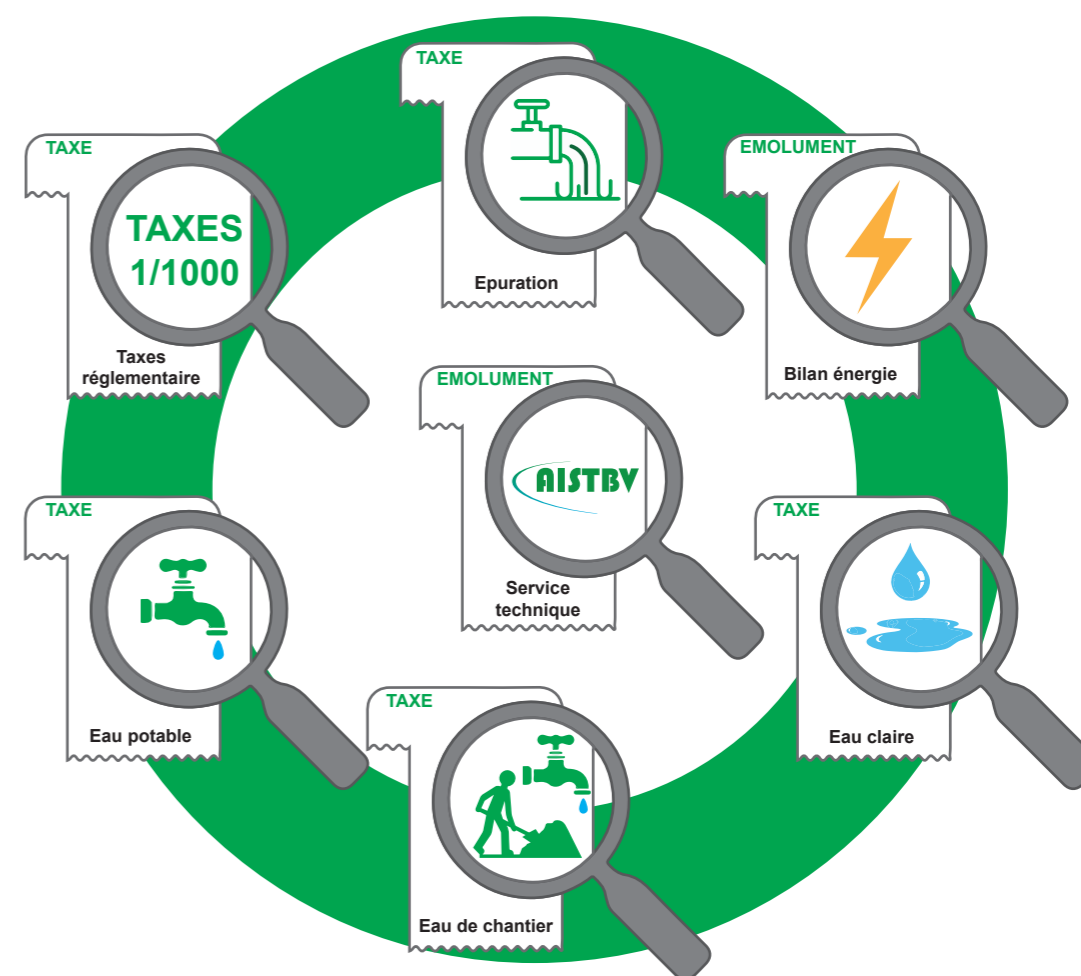 TAXE
Epuration
TAXE
TAXES
1/1000
Taxes
réglementaire
EMOLUMENT
Bilan énergie
EMOLUMENT
AISTBV
Service
technique
TAXE
Eau potable
TAXE
Eau claire
TAXE
Eau de chantier